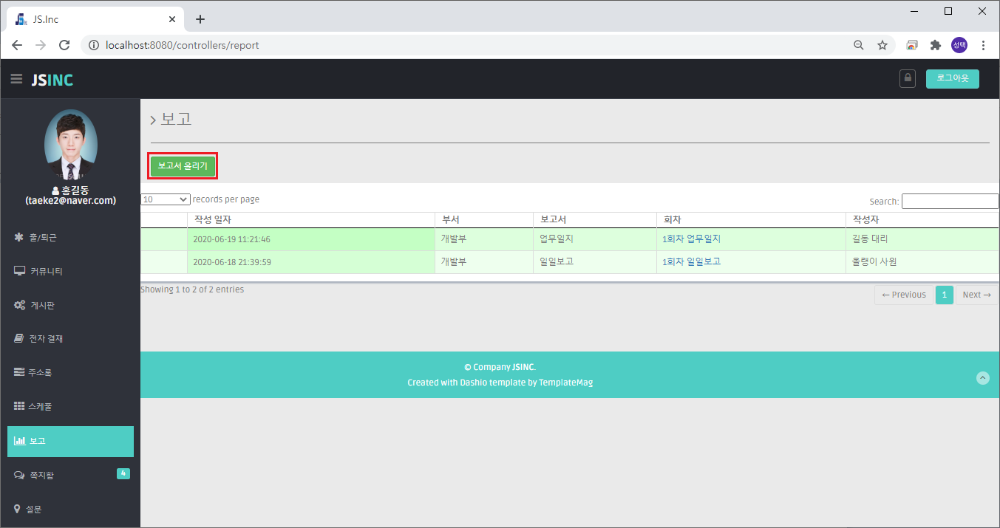 JS.Inc
localhost:8080/controllers/report
성택
JSINC
로그아웃
홍길동
(taeke2@naver.com)
출/퇴근
커뮤니티
게시판
전자 결재
주소록
스케쥴
보고
쪽지함 4
설문
> 보고
보고서 올리기
10 records per page
Search:
작성 일자 부서 보고서 회차 작성자
2020-06-19 11:21:46 개발부 업무일지 1회차 업무일지 길동 대리
2020-06-18 21:39:59 개발부 일일보고 1회차 일일보고 올랭이 사원
Showing 1 to 2 of 2 entries
← Previous 1 Next →
© Company JSINC.
Created with Dashio template by TemplateMag